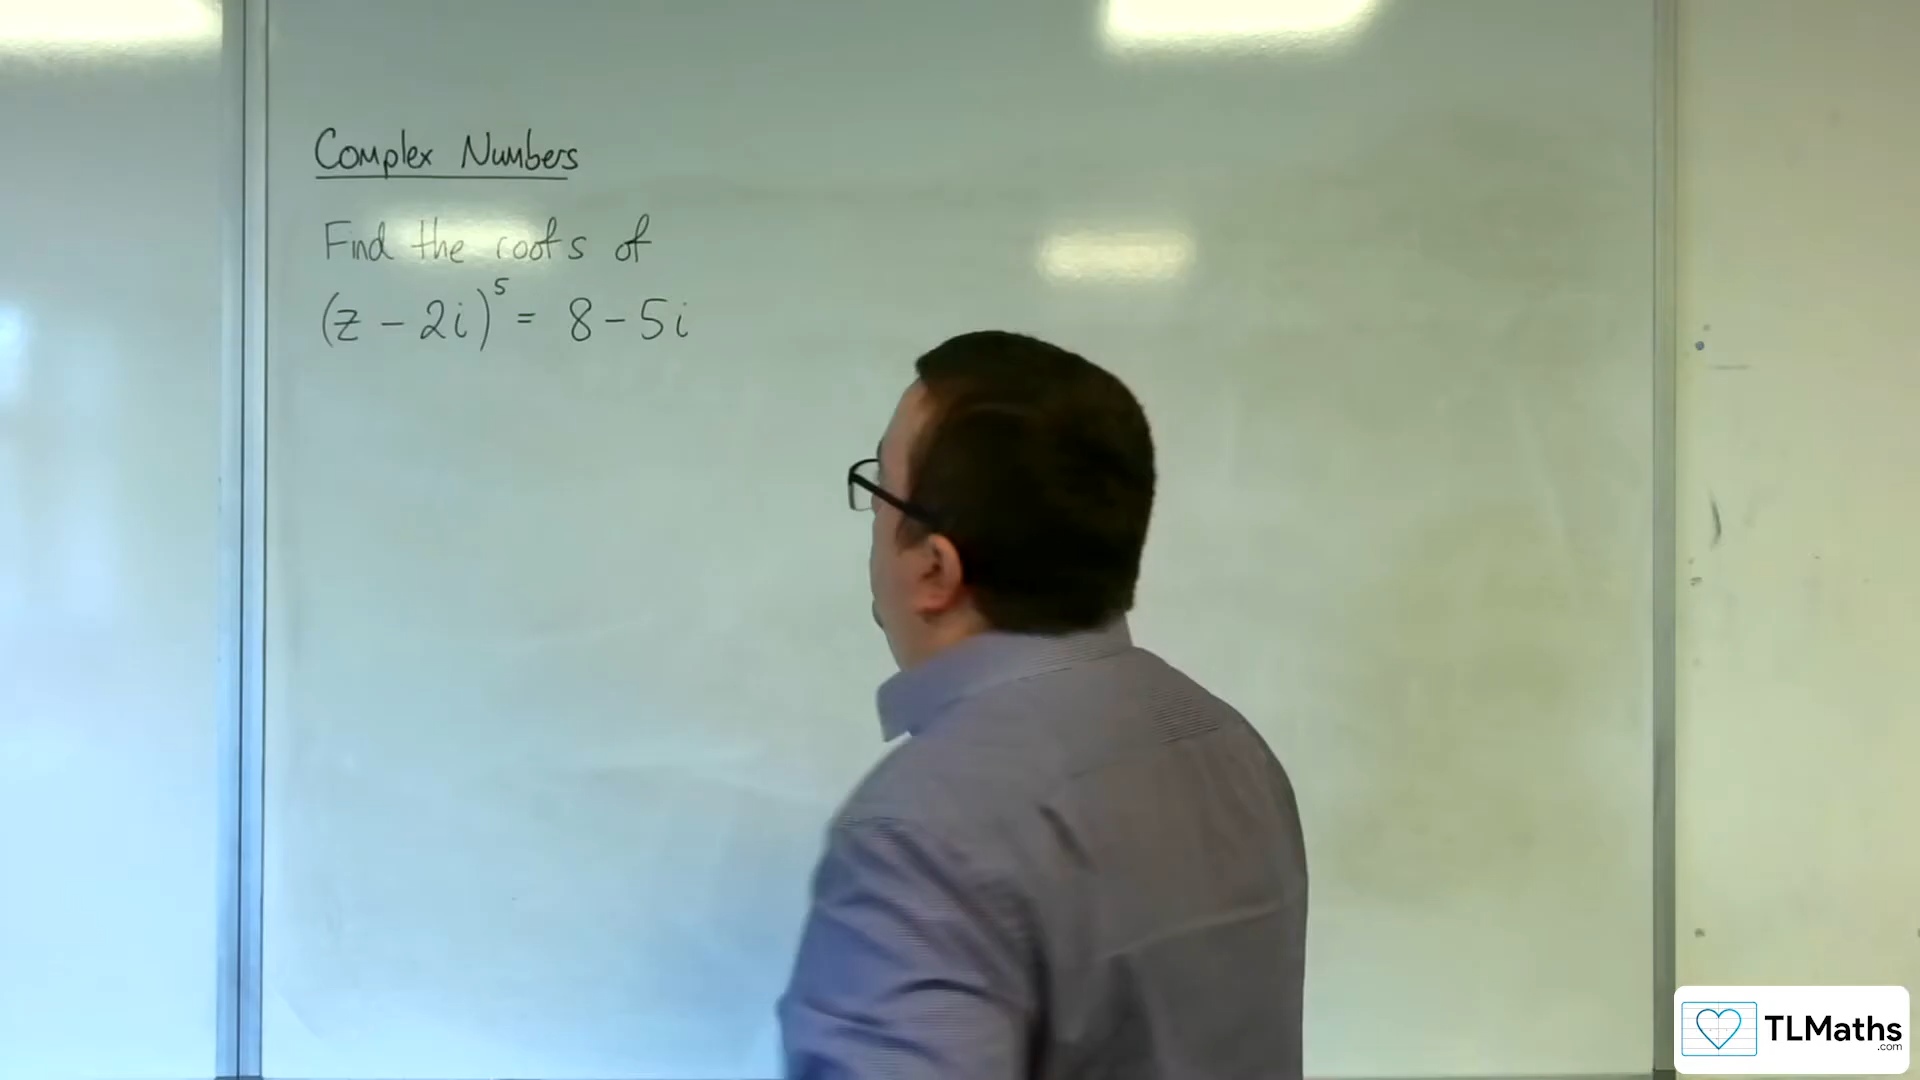 Complex Numbers
Find the roots of
(z - 2i)⁵ = 8 - 5i
TLMaths
.com